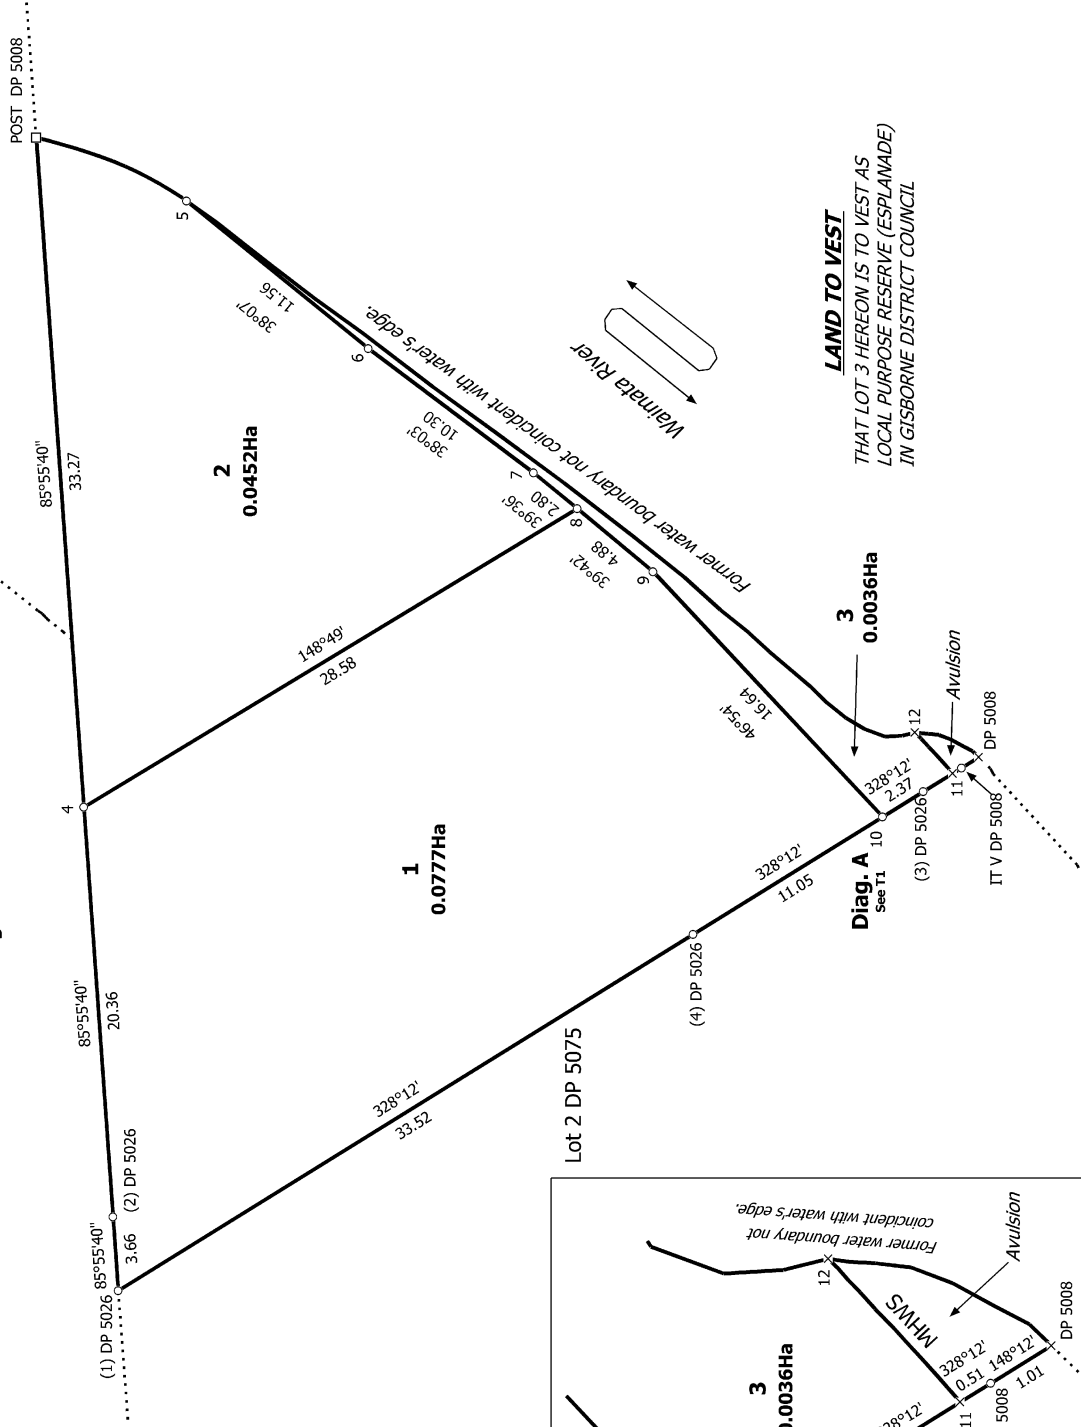 POST DP 5008
5
85°55'40"
33.27
2
0.0452Ha
38°07'
11.56
6
38°03'
10.30
7
39°36'
2.80
8
39°42'
4.88
9
Former water boundary not coincident with water's edge.
Waimata River
LAND TO VEST
THAT LOT 3 HEREON IS TO VEST AS
LOCAL PURPOSE RESERVE (ESPLANADE)
IN GISBORNE DISTRICT COUNCIL
148°49'
28.58
4
46°54'
16.64
3
0.0036Ha
Avulsion
12
DP 5008
328°12'
2.37
11
IT V DP 5008
(3) DP 5026
10
Diag. A
See T1
1
0.0777Ha
328°12'
11.05
(4) DP 5026
85°55'40"
20.36
328°12'
33.52
Lot 2 DP 5075
(2) DP 5026
85°55'40"
3.66
(1) DP 5026
Former water boundary not
coincident with water's edge.
12
Avulsion
MHWS
328°12'
0.51
148°12'
1.01
DP 5008
3
0.0036Ha
11
5008